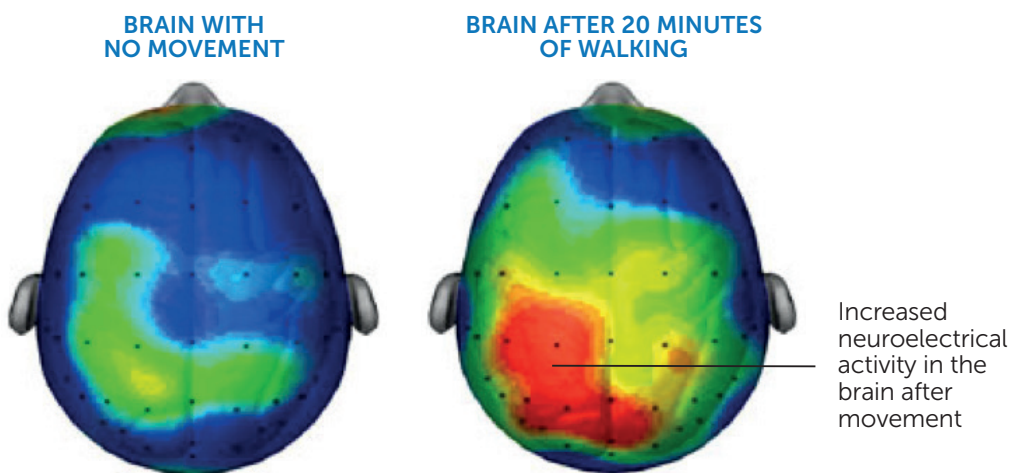 BRAIN WITH
NO MOVEMENT
BRAIN AFTER 20 MINUTES
OF WALKING
Increased
neuroelectrical
activity in the
brain after
movement